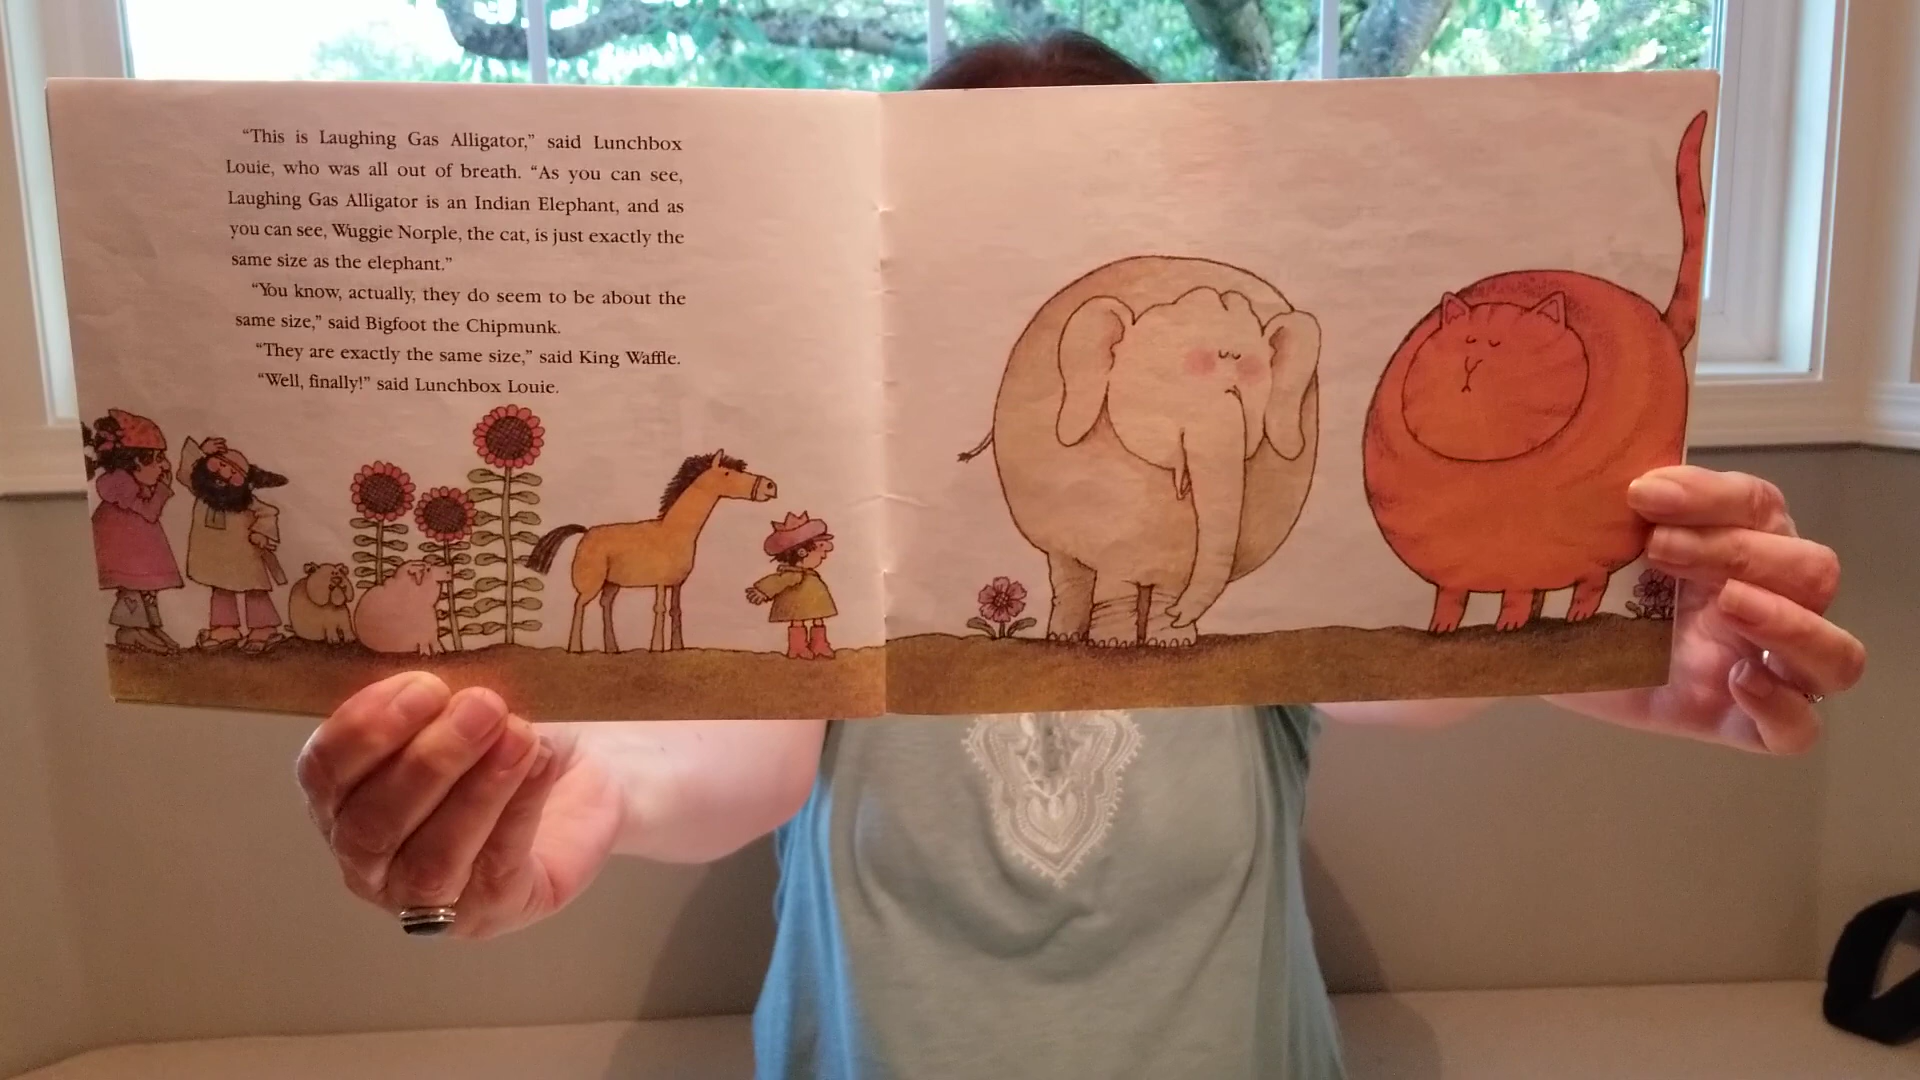 “This is Laughing Gas Alligator,” said Lunchbox
Louie, who was all out of breath. “As you can see,
Laughing Gas Alligator is an Indian Elephant, and as
you can see, Wuggie Norple, the cat, is just exactly the
same size as the elephant.”
“You know, actually, they do seem to be about the
same size,” said Bigfoot the Chipmunk.
“They are exactly the same size,” said King Waffle.
“Well, finally!” said Lunchbox Louie.